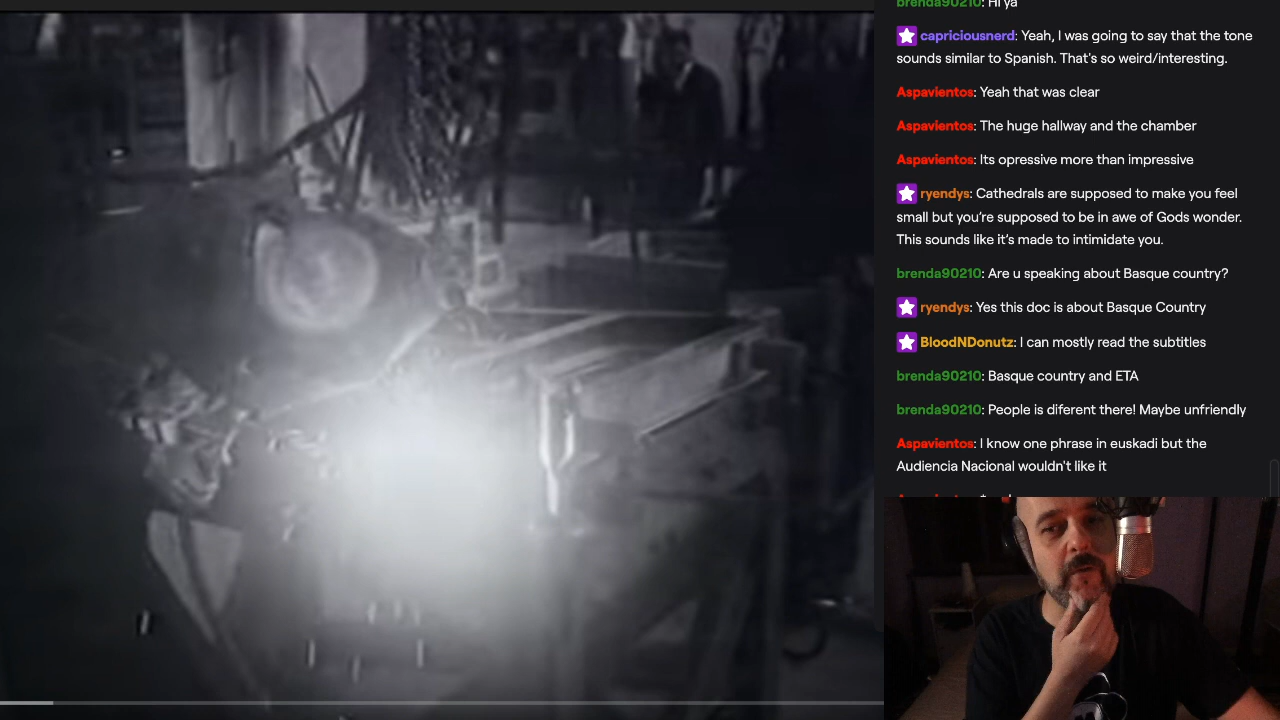 brenda90210: Hi ya
capriciousnerd: Yeah, I was going to say that the tone
sounds similar to Spanish. That's so weird/interesting.
Aspavientos: Yeah that was clear
Aspavientos: The huge hallway and the chamber
Aspavientos: Its opressive more than impressive
ryendys: Cathedrals are supposed to make you feel
small but you're supposed to be in awe of Gods wonder.
This sounds like it's made to intimidate you.
brenda90210: Are u speaking about Basque country?
ryendys: Yes this doc is about Basque Country
BloodNDonutz: I can mostly read the subtitles
brenda90210: Basque country and ETA
brenda90210: People is diferent there! Maybe unfriendly
Aspavientos: I know one phrase in euskadi but the
Audiencia Nacional wouldn't like it